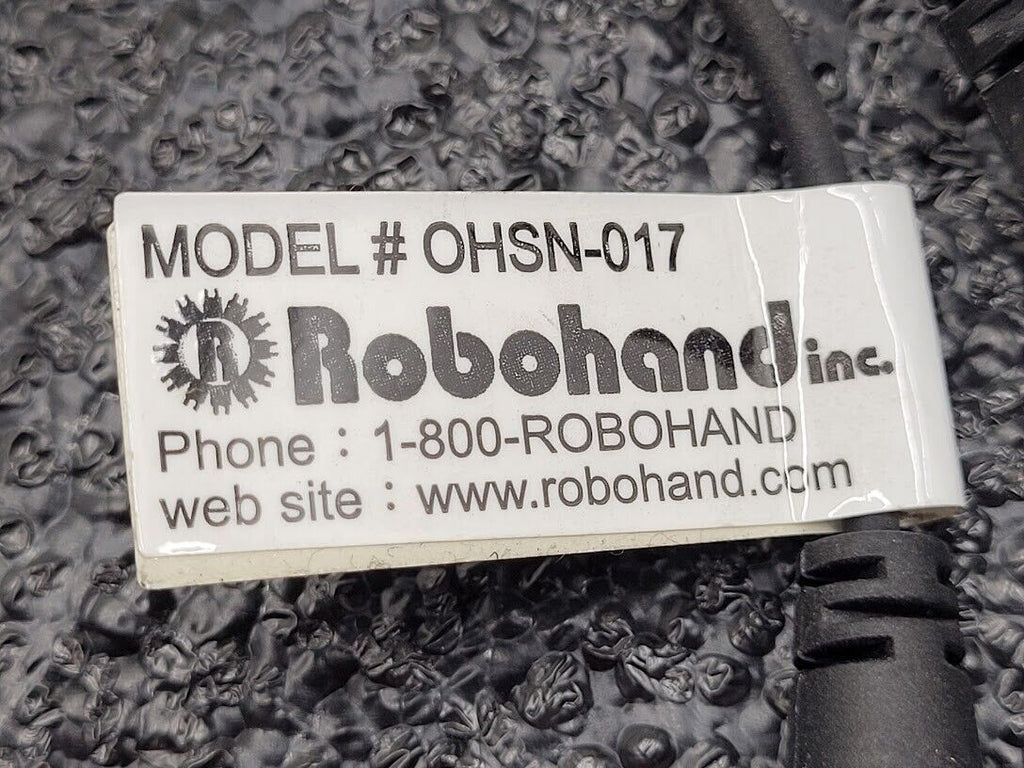 MODEL # OHSN-017
R Robohand inc.
Phone : 1-800-ROBOHAND
web site : www.robohand.com